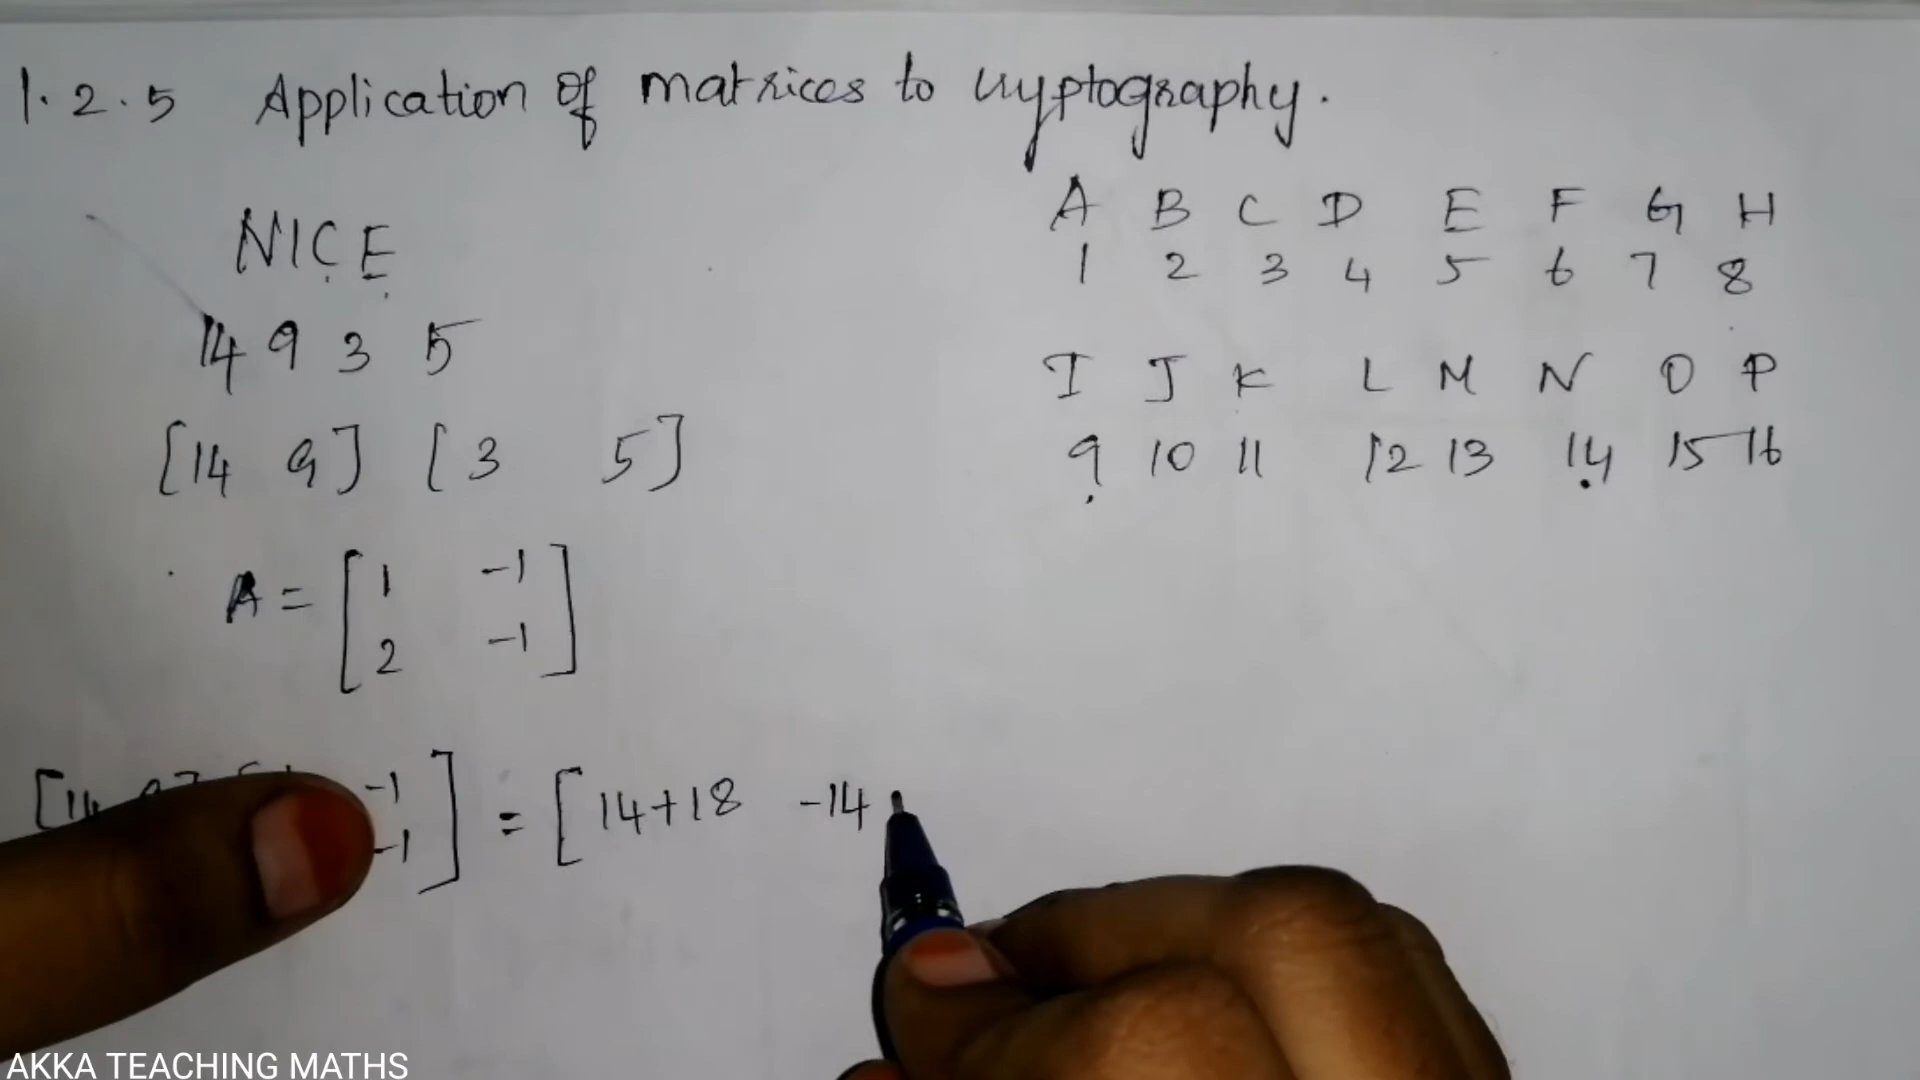 1.2.5 Application of matrices to cryptography.
NICE
14 9 3 5
[14 9] [3 5]
A = [1 -1
2 -1]
A B C D E F G H
1 2 3 4 5 6 7 8
I J K L M N O P
9 10 11 12 13 14 15 16
[14 -1
-1] = [14+18 -14
AKKA TEACHING MATHS